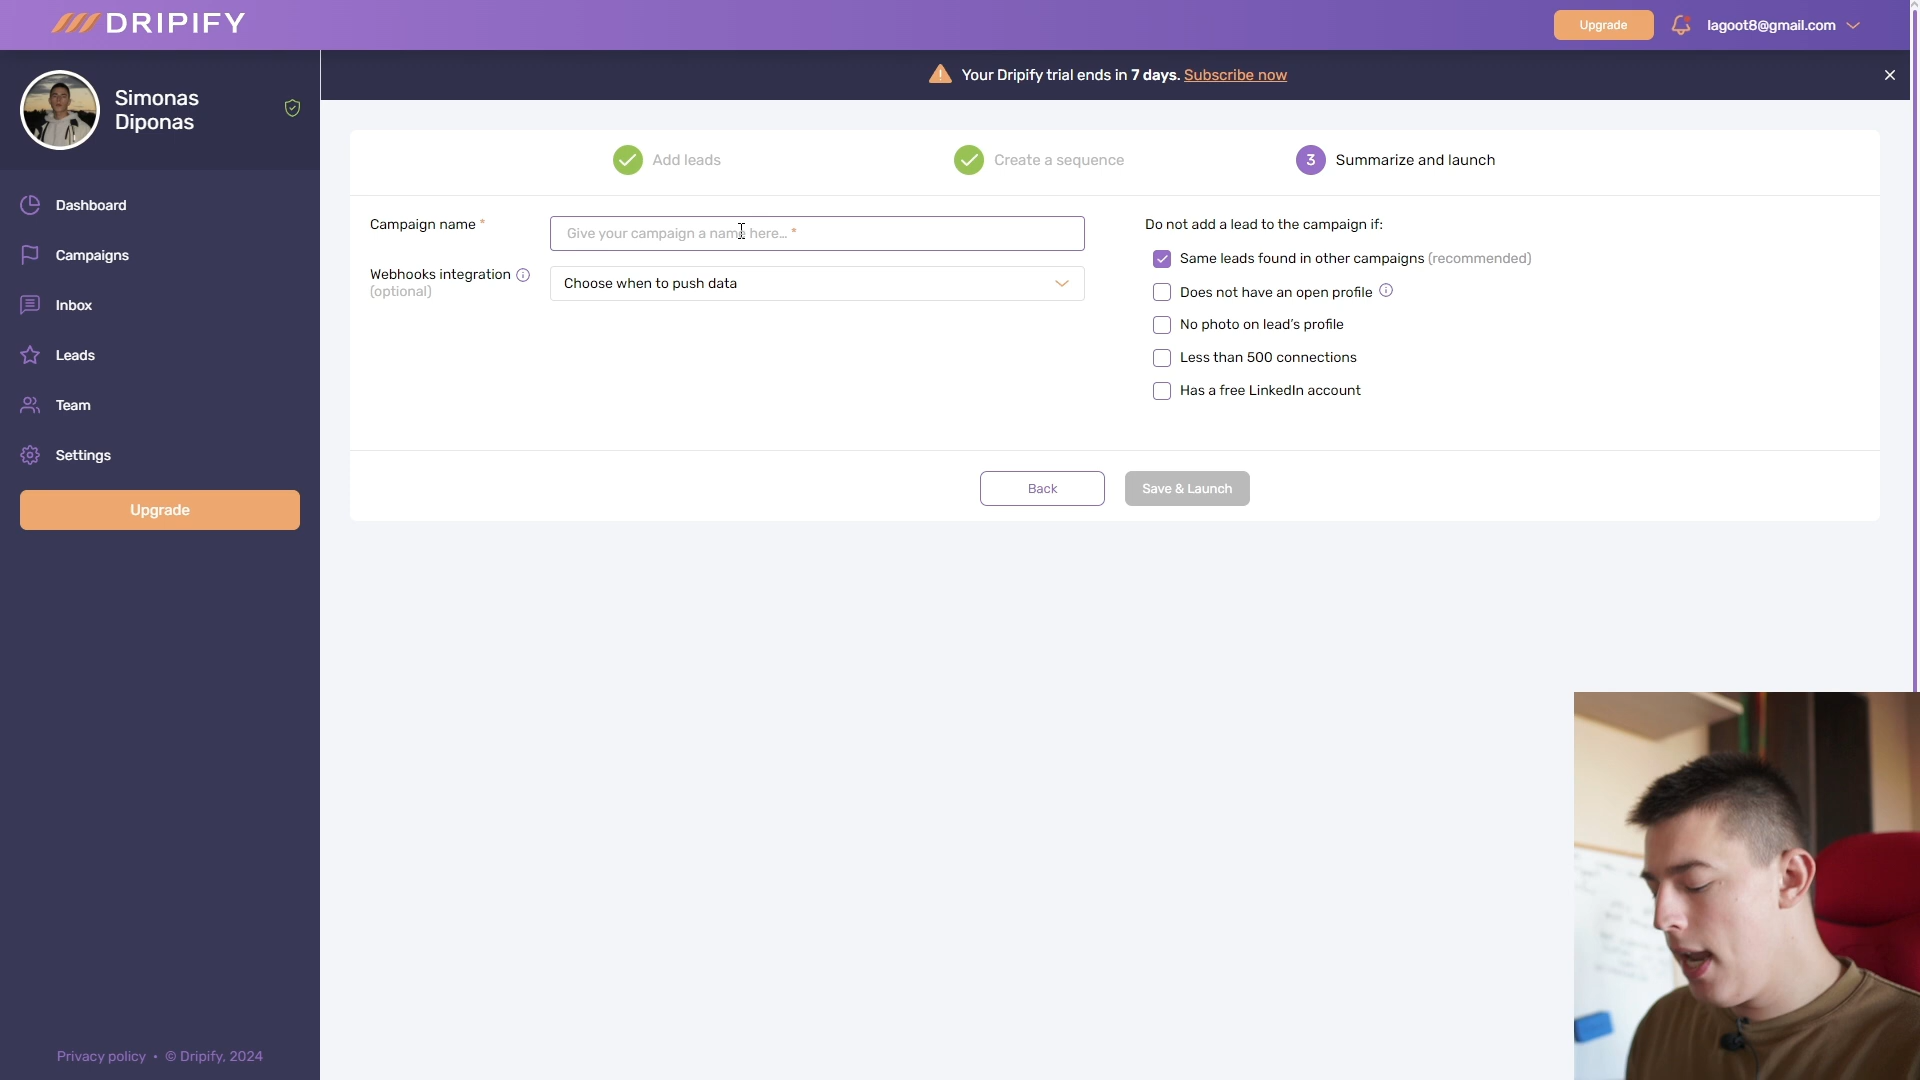 DRIPIFY
Upgrade
lagoot8@gmail.com
Your Dripify trial ends in 7 days. Subscribe now
Simonas
Diponas
Dashboard
Campaigns
Inbox
Leads
Team
Settings
Upgrade
Privacy policy • © Dripify, 2024
Add leads
Create a sequence
3 Summarize and launch
Campaign name *
Give your campaign a name here... *
Webhooks integration
(optional)
Choose when to push data
Do not add a lead to the campaign if:
Same leads found in other campaigns (recommended)
Does not have an open profile
No photo on lead's profile
Less than 500 connections
Has a free LinkedIn account
Back
Save & Launch